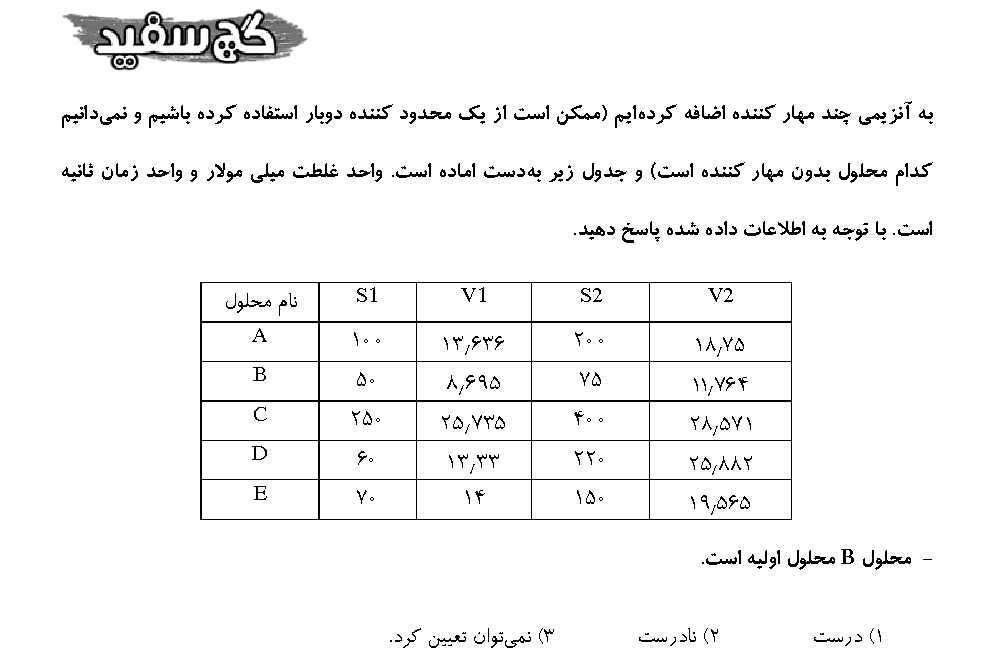 گچ سفید
به آنزیمی چند مهار کننده اضافه کرده‌ایم (ممکن است از یک محدود کننده دوبار استفاده کرده باشیم و نمی‌دانیم
کدام محلول بدون مهار کننده است) و جدول زیر به‌دست اماده است. واحد غلطت میلی مولار و واحد زمان ثانیه
است. با توجه به اطلاعات داده شده پاسخ دهید.
نام محلول S1 V1 S2 V2
A ۱۰۰ ۱۳٫۶۳۶ ۲۰۰ ۱۸٫۷۵
B ۵۰ ۸٫۶۹۵ ۷۵ ۱۱٫۷۶۴
C ۲۵۰ ۲۵٫۷۳۵ ۴۰۰ ۲۸٫۵۷۱
D ۶۰ ۱۳٫۳۳ ۲۲۰ ۲۵٫۸۸۲
E ۷۰ ۱۴ ۱۵۰ ۱۹٫۵۶۵
- محلول B محلول اولیه است.
۱) درست ۲) نادرست ۳) نمی‌توان تعیین کرد.